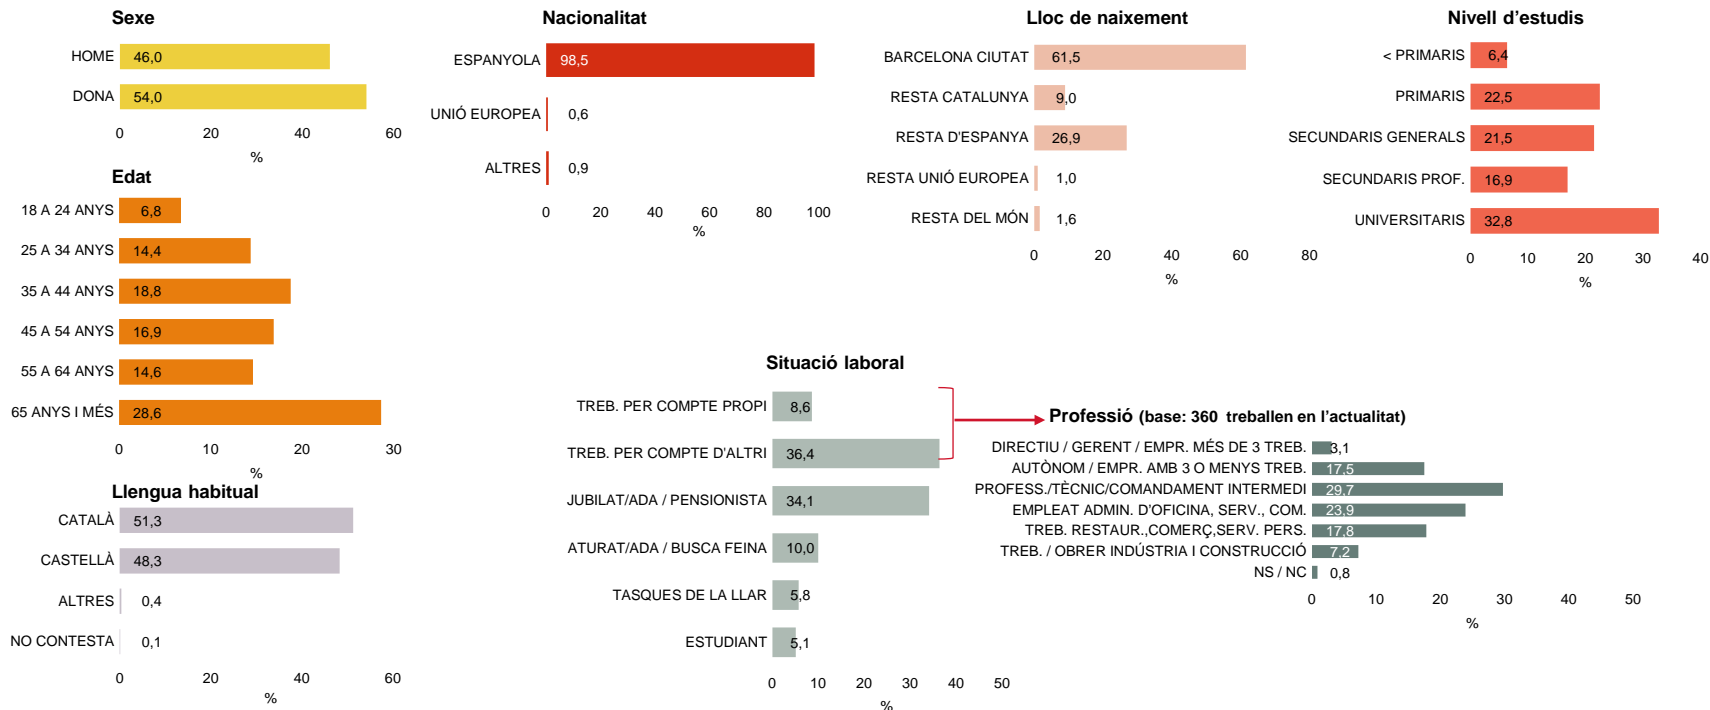 Sexe
HOME 46,0
DONA 54,0
0 20 40 60
%
Edat
18 A 24 ANYS 6,8
25 A 34 ANYS 14,4
35 A 44 ANYS 18,8
45 A 54 ANYS 16,9
55 A 64 ANYS 14,6
65 ANYS I MÉS 28,6
0 10 20 30
%
Llengua habitual
CATALÀ 51,3
CASTELLÀ 48,3
ALTRES 0,4
NO CONTESTA 0,1
0 20 40 60
%
Nacionalitat
ESPANYOLA 98,5
UNIÓ EUROPEA 0,6
ALTRES 0,9
0 20 40 60 80 100
%
Lloc de naixement
BARCELONA CIUTAT 61,5
RESTA CATALUNYA 9,0
RESTA D'ESPANYA 26,9
RESTA UNIÓ EUROPEA 1,0
RESTA DEL MÓN 1,6
0 20 40 60 80
%
Nivell d'estudis
< PRIMARIS 6,4
PRIMARIS 22,5
SECUNDARIS GENERALS 21,5
SECUNDARIS PROF. 16,9
UNIVERSITARIS 32,8
0 10 20 30 40
%
Situació laboral
TREB. PER COMPTE PROPI 8,6
TREB. PER COMPTE D'ALTRI 36,4
JUBILAT/ADA / PENSIONISTA 34,1
ATURAT/ADA / BUSCA FEINA 10,0
TASQUES DE LA LLAR 5,8
ESTUDIANT 5,1
0 10 20 30 40 50
%
Professió (base: 360 treballen en l'actualitat)
DIRECTIU / GERENT / EMPR. MÉS DE 3 TREB. 3,1
AUTÒNOM / EMPR. AMB 3 O MENYS TREB. 17,5
PROFESS./TÈCNIC/COMANDAMENT INTERMEDI 29,7
EMPLEAT ADMIN. D'OFICINA, SERV., COM. 23,9
TREB. RESTAUR.,COMERÇ,SERV. PERS. 17,8
TREB. / OBRER INDÚSTRIA I CONSTRUCCIÓ 7,2
NS / NC 0,8
0 10 20 30 40 50
%